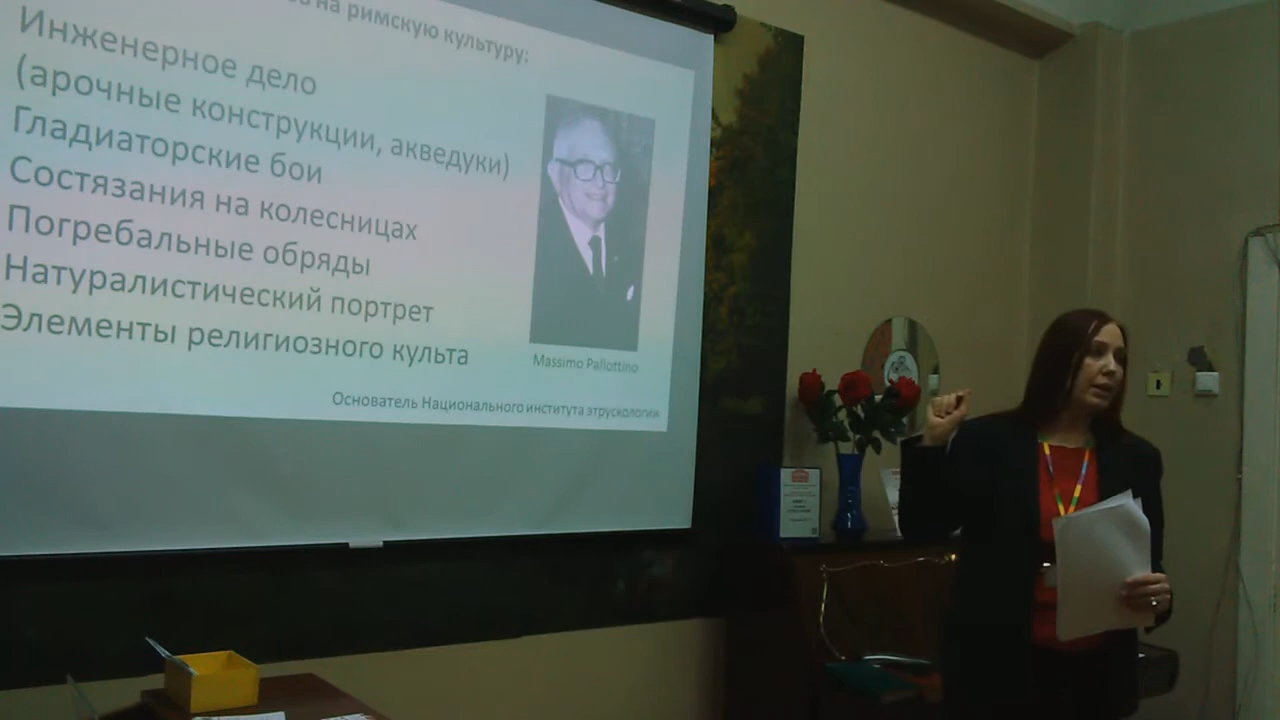 на римскую культуру:
Инженерное дело
(арочные конструкции, акведуки)
Гладиаторские бои
Состязания на колесницах
Погребальные обряды
Натуралистический портрет
Элементы религиозного культа
Massimo Pallottino
Основатель Национального института этрускологии